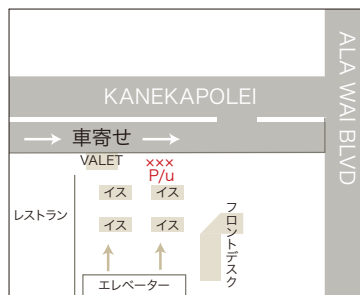 KANEKAPOLEI
ALA WAI BLVD
車寄せ
VALET
×××
P/u
イス
イス
レストラン
イス
イス
フロントデスク
エレベーター